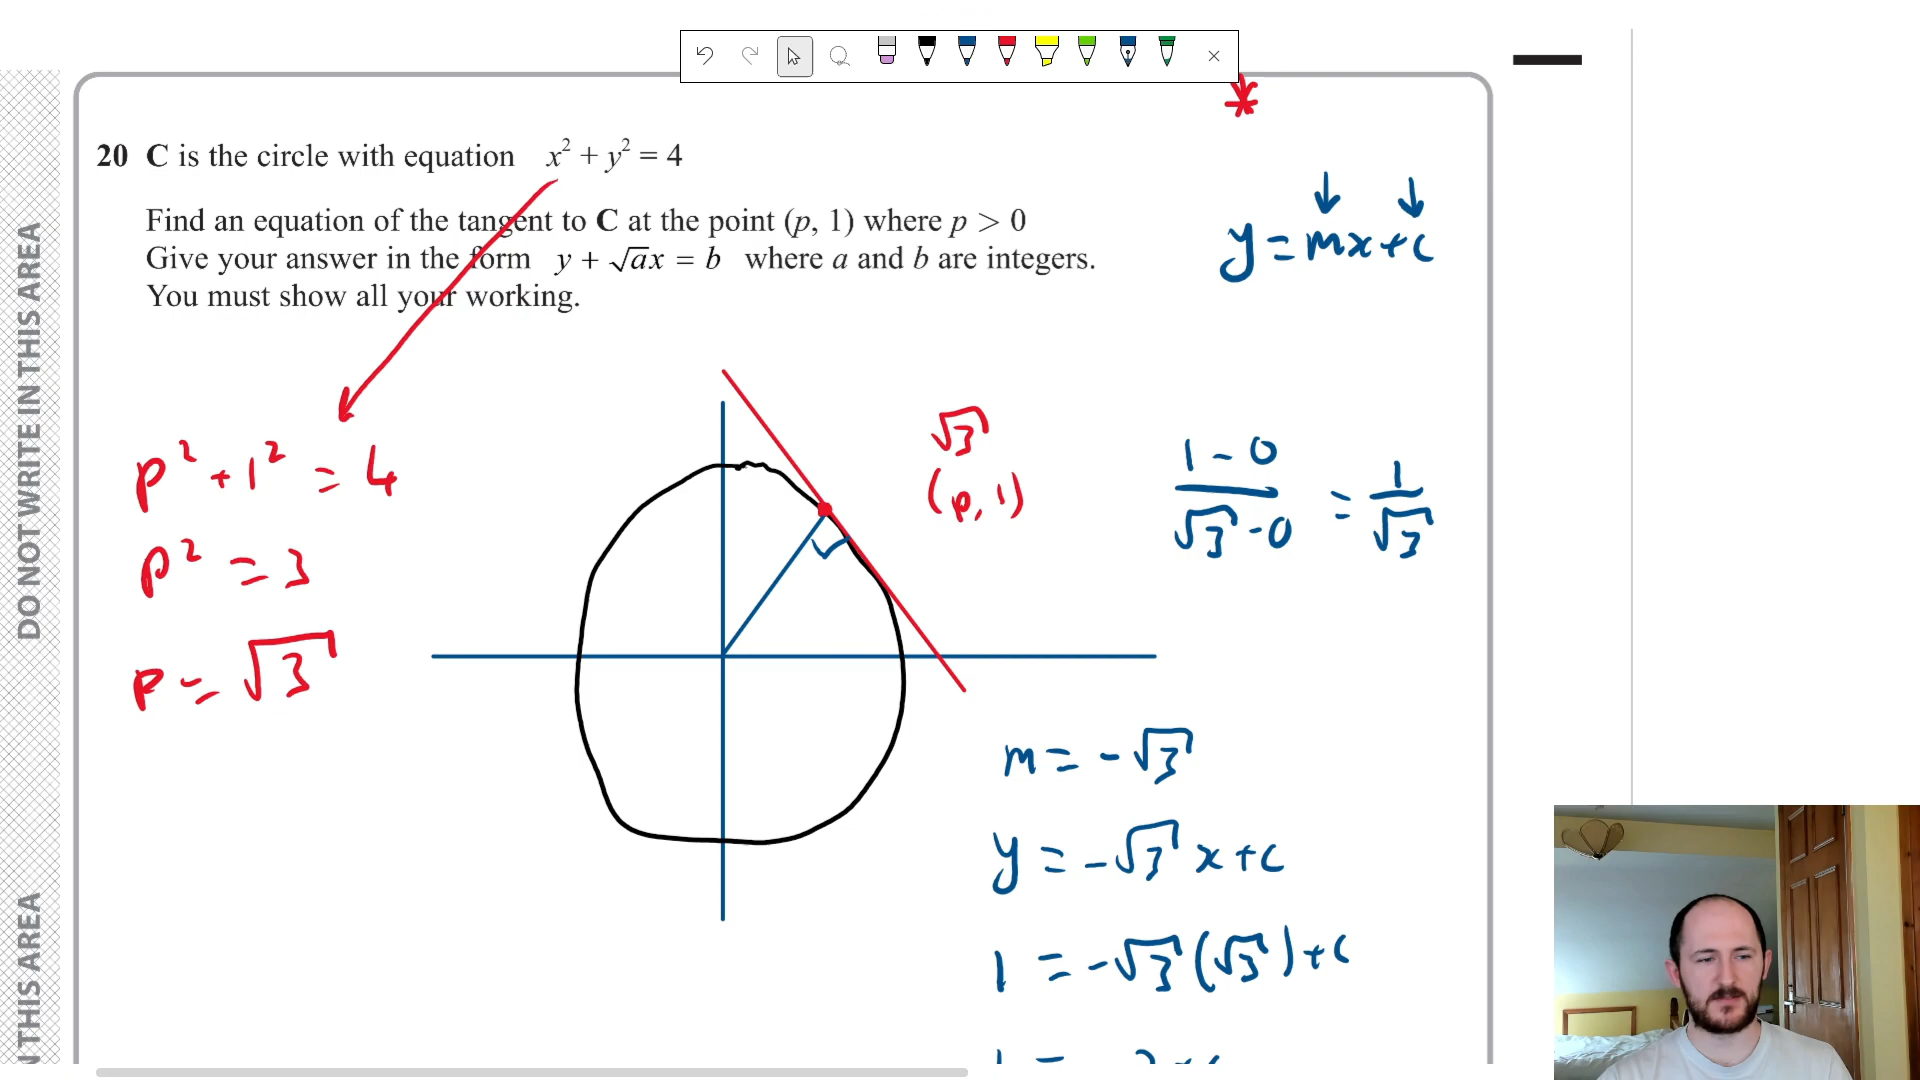 DO NOT WRITE IN THIS AREA
THIS AREA
20 C is the circle with equation x² + y² = 4
Find an equation of the tangent to C at the point (p, 1) where p > 0
Give your answer in the form y + √ax = b where a and b are integers.
You must show all your working.
*
y = mx + c
p² + 1² = 4
p² = 3
p = √3
√3
(p, 1)
1 - 0 / √3 - 0 = 1/√3
m = -√3
y = -√3 x + c
1 = -√3 (√3) + c